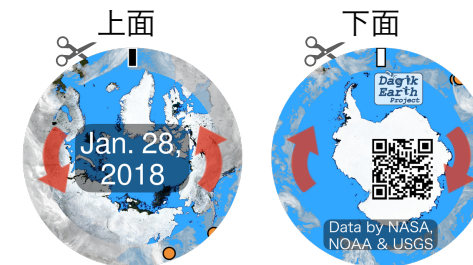 上面
下面
Jan. 28,
2018
Dagik
Earth
Project
Data by NASA,
NOAA & USGS